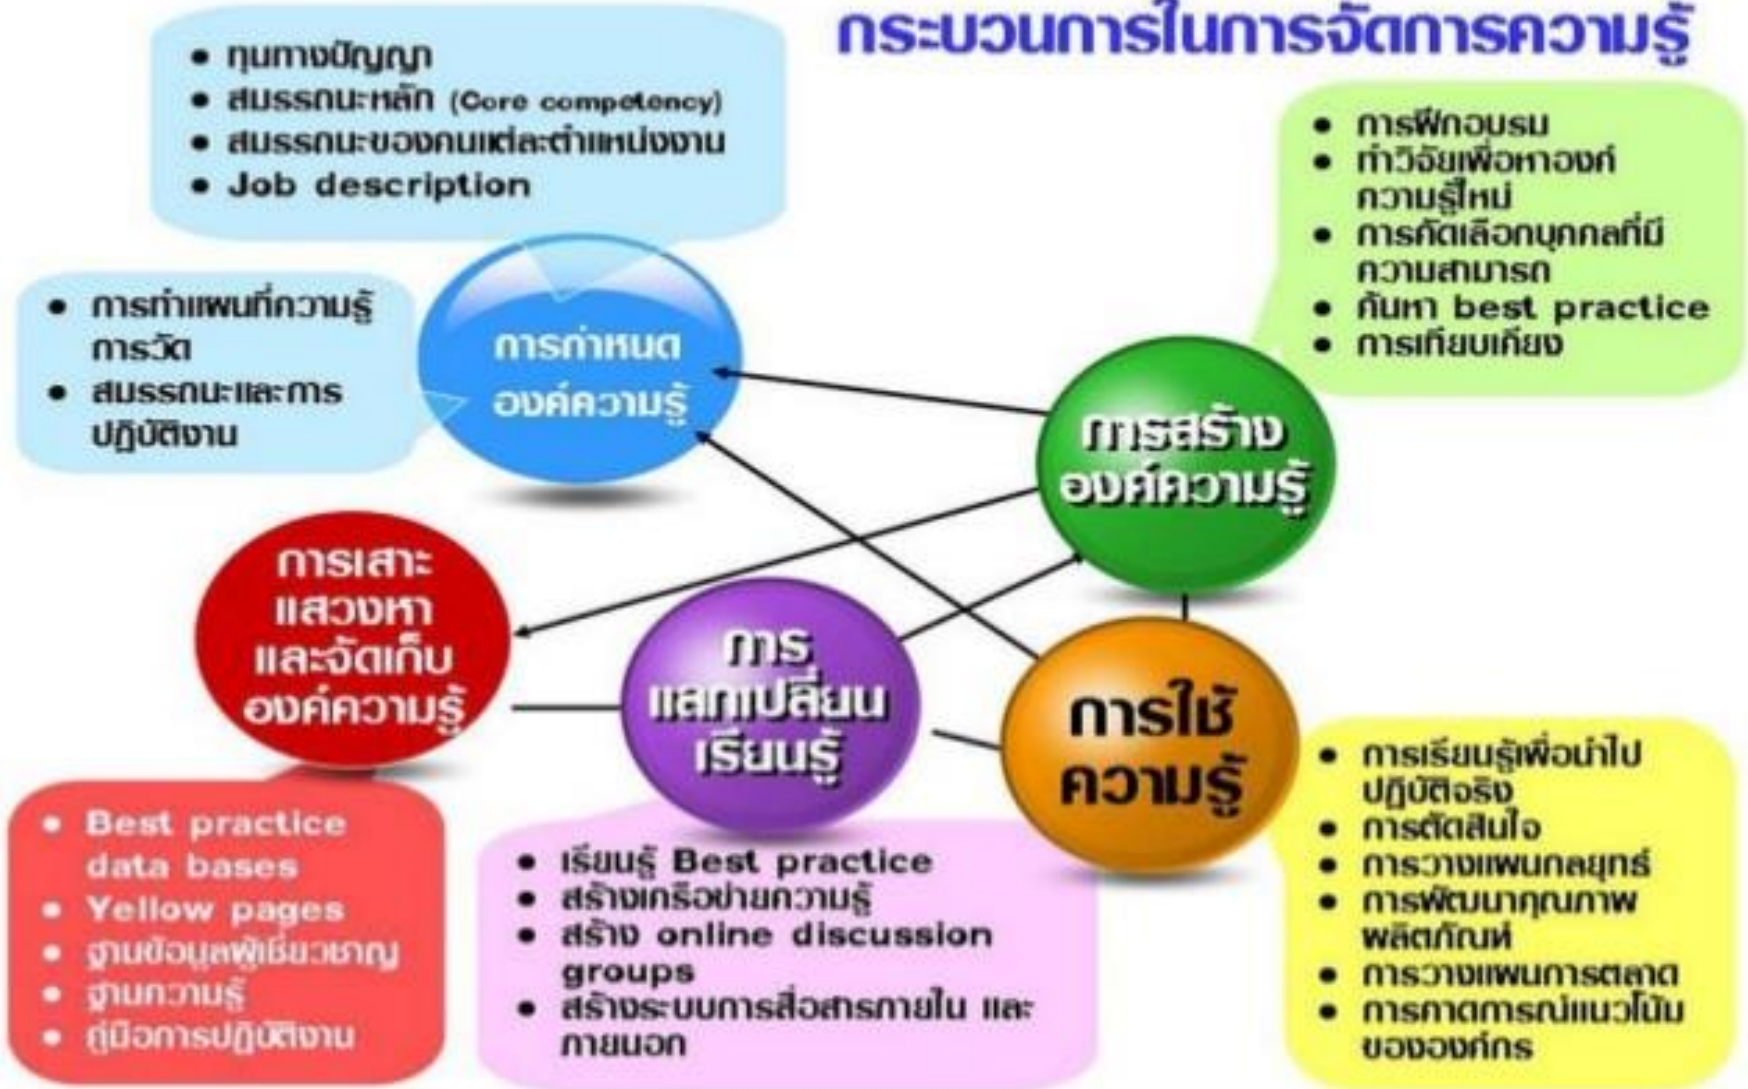 กระบวนการในการจัดการความรู้
• ทุนทางปัญญา
• สมรรถนะหลัก (Core competency)
• สมรรถนะของคนแต่ละตำแหน่งงาน
• Job description
• การทำแผนที่ความรู้
การวัด
• สมรรถนะและการ
ปฏิบัติงาน
การกำหนด
องค์ความรู้
• การฝึกอบรม
• ทำวิจัยเพื่อหาองค์
ความรู้ใหม่
• การคัดเลือกบุคคลที่มี
ความสามารถ
• ค้นหา best practice
• การเทียบเคียง
การสร้าง
องค์ความรู้
การเสาะ
แสวงหา
และจัดเก็บ
องค์ความรู้
• Best practice
data bases
• Yellow pages
• ฐานข้อมูลผู้เชี่ยวชาญ
• ฐานความรู้
• คู่มือการปฏิบัติงาน
การ
แลกเปลี่ยน
เรียนรู้
• เรียนรู้ Best practice
• สร้างเครือข่ายความรู้
• สร้าง online discussion
groups
• สร้างระบบการสื่อสารภายใน และ
ภายนอก
การใช้
ความรู้
• การเรียนรู้เพื่อนำไป
ปฏิบัติจริง
• การตัดสินใจ
• การวางแผนกลยุทธ์
• การพัฒนาคุณภาพ
ผลิตภัณฑ์
• การวางแผนการตลาด
• การคาดการณ์แนวโน้ม
ขององค์กร